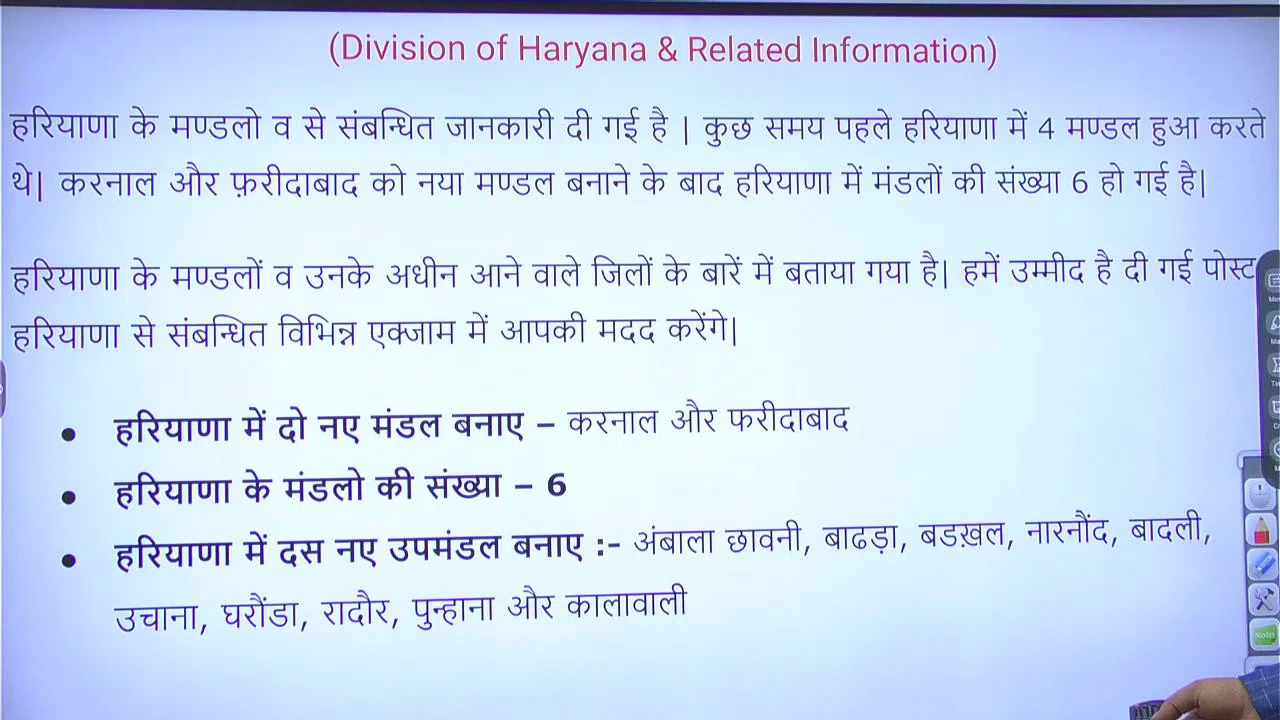 (Division of Haryana & Related Information)
हरियाणा के मण्डलो व से संबन्धित जानकारी दी गई है | कुछ समय पहले हरियाणा में 4 मण्डल हुआ करते
थे| करनाल और फ़रीदाबाद को नया मण्डल बनाने के बाद हरियाणा में मंडलों की संख्या 6 हो गई है|
हरियाणा के मण्डलों व उनके अधीन आने वाले जिलों के बारें में बताया गया है| हमें उम्मीद है दी गई पोस्ट
हरियाणा से संबन्धित विभिन्न एक्जाम में आपकी मदद करेंगे|
• हरियाणा में दो नए मंडल बनाए – करनाल और फरीदाबाद
• हरियाणा के मंडलो की संख्या – 6
• हरियाणा में दस नए उपमंडल बनाए :- अंबाला छावनी, बाढड़ा, बडख़ल, नारनौंद, बादली,
उचाना, घरौंडा, रादौर, पुन्हाना और कालावाली
Note